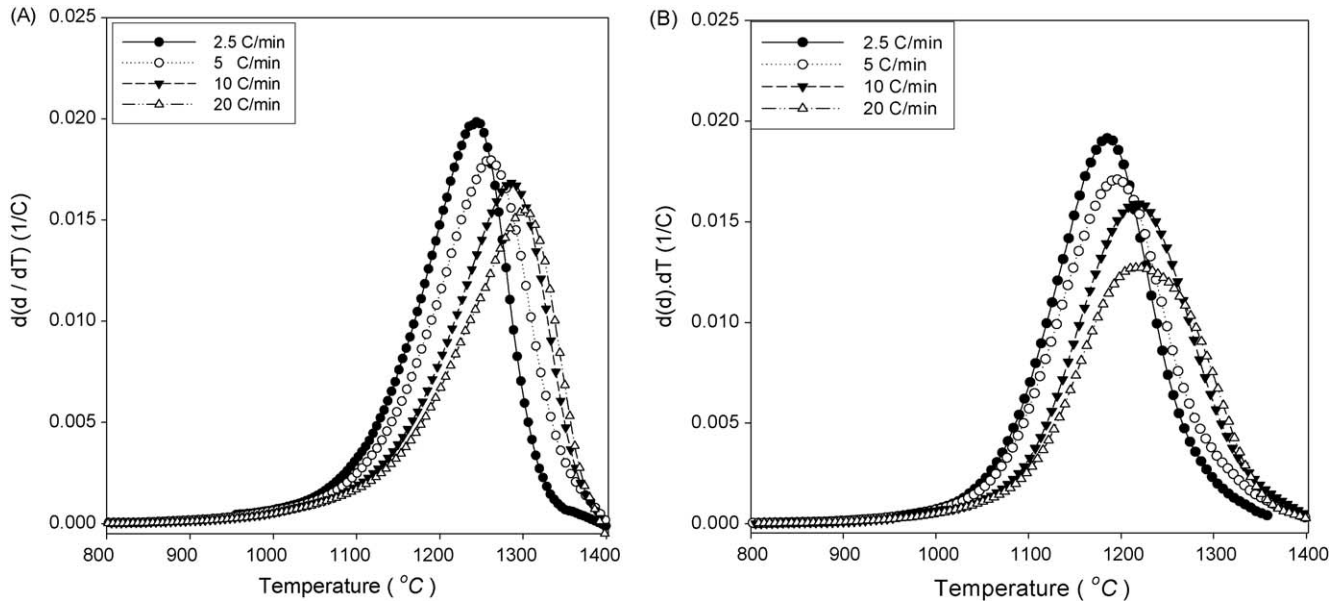 (A)
0.025
0.020
0.015
0.010
0.005
0.000
d(d / dT) (1/C)
2.5 C/min
5 C/min
10 C/min
20 C/min
800 900 1000 1100 1200 1300 1400
Temperature ( °C )
(B)
0.025
0.020
0.015
0.010
0.005
0.000
d(d).dT (1/C)
2.5 C/min
5 C/min
10 C/min
20 C/min
800 900 1000 1100 1200 1300 1400
Temperature ( °C )